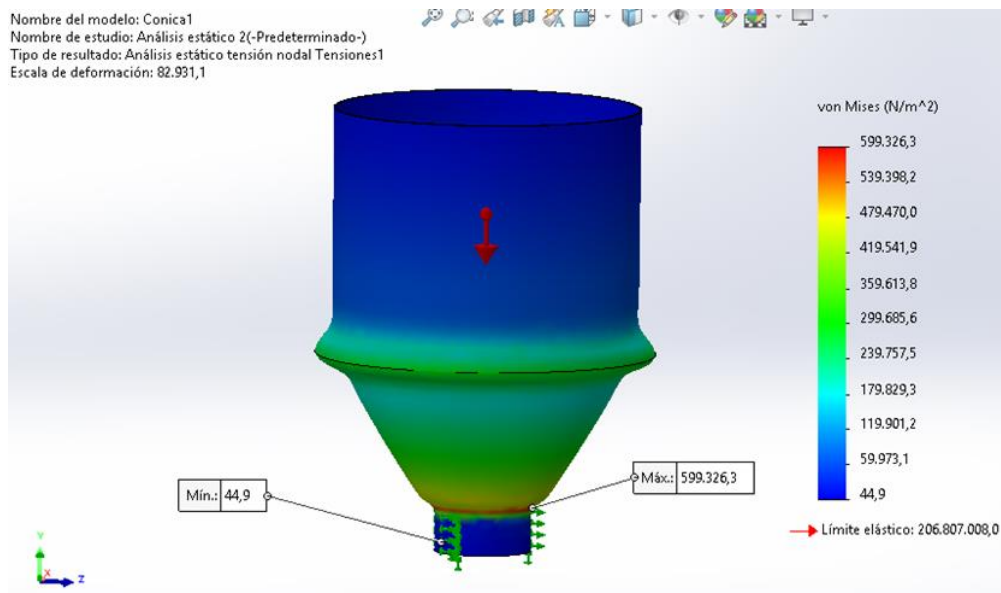 Nombre del modelo: Conica1
Nombre de estudio: Análisis estático 2(-Predeterminado-)
Tipo de resultado: Análisis estático tensión nodal Tensiones1
Escala de deformación: 82.931,1
von Mises (N/m^2)
599.326,3
539.398,2
479.470,0
419.541,9
359.613,8
299.685,6
239.757,5
179.829,3
119.901,2
59.973,1
44,9
Límite elástico: 206.807.008,0
Máx.: 599.326,3
Mín.: 44,9
Y
X
Z